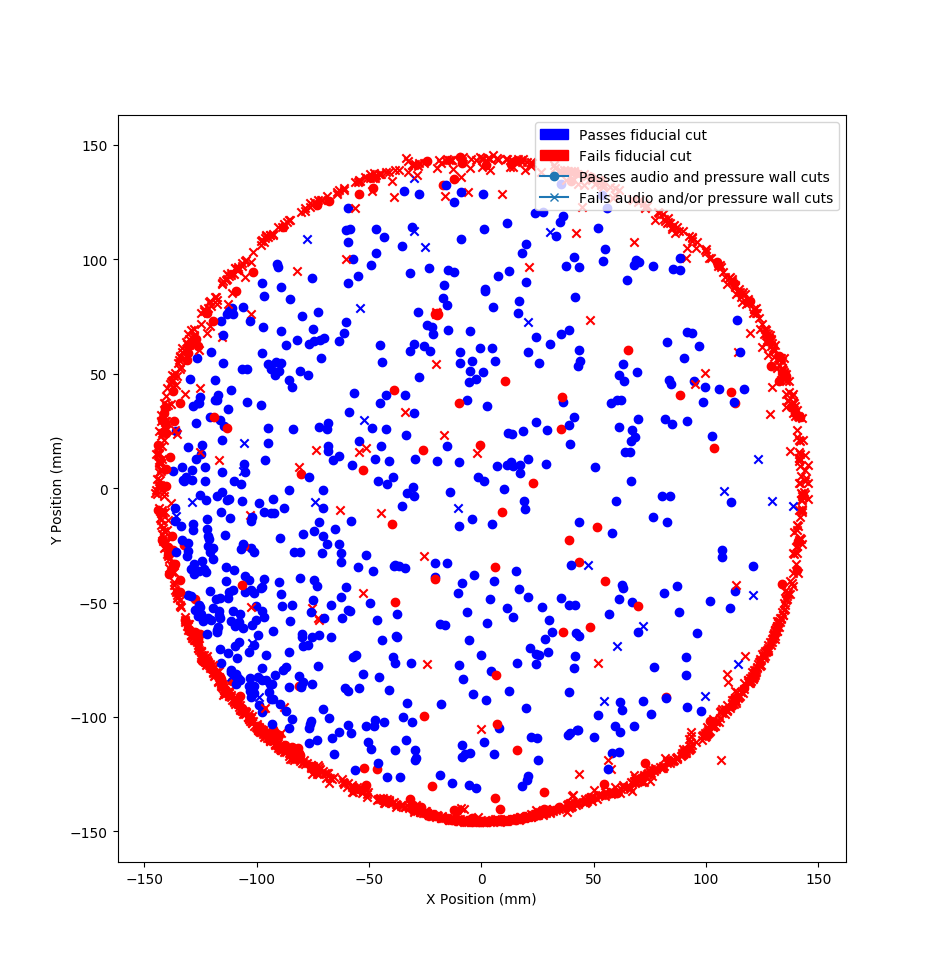 Passes fiducial cut
Fails fiducial cut
Passes audio and pressure wall cuts
Fails audio and/or pressure wall cuts
150
100
50
0
−50
−100
−150
Y Position (mm)
−150 −100 −50 0 50 100 150
X Position (mm)